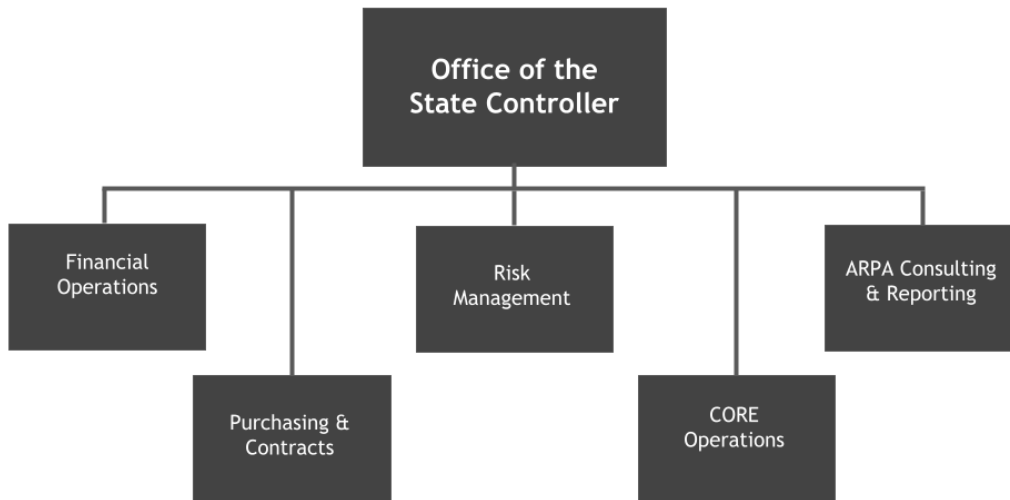 Office of the
State Controller
Financial
Operations
Risk
Management
ARPA Consulting
& Reporting
Purchasing &
Contracts
CORE
Operations